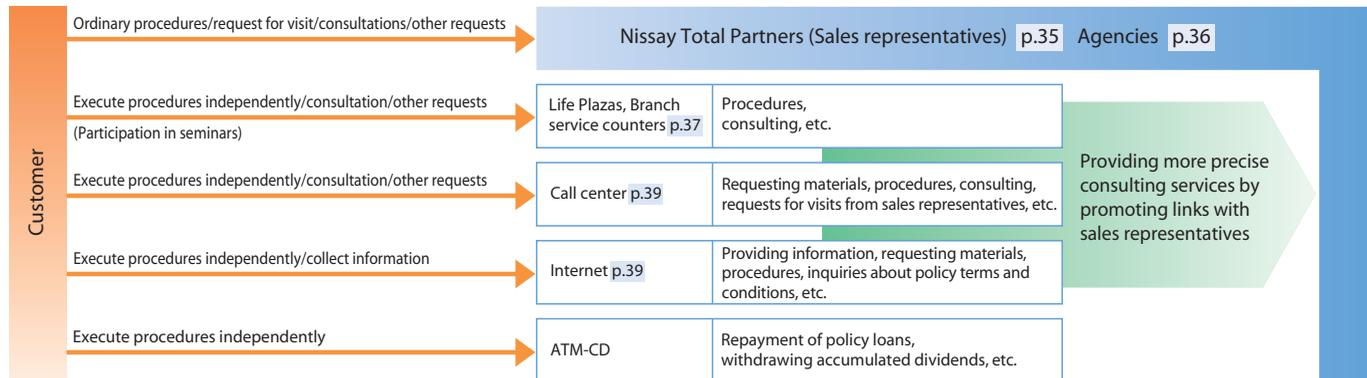 Customer
Ordinary procedures/request for visit/consultations/other requests
Nissay Total Partners (Sales representatives) p.35 Agencies p.36
Execute procedures independently/consultation/other requests
(Participation in seminars)
Life Plazas, Branch
service counters p.37
Procedures,
consulting, etc.
Execute procedures independently/consultation/other requests
Call center p.39
Requesting materials, procedures, consulting,
requests for visits from sales representatives, etc.
Execute procedures independently/collect information
Internet p.39
Providing information, requesting materials,
procedures, inquiries about policy terms and
conditions, etc.
Execute procedures independently
ATM-CD
Repayment of policy loans,
withdrawing accumulated dividends, etc.
Providing more precise
consulting services by
promoting links with
sales representatives